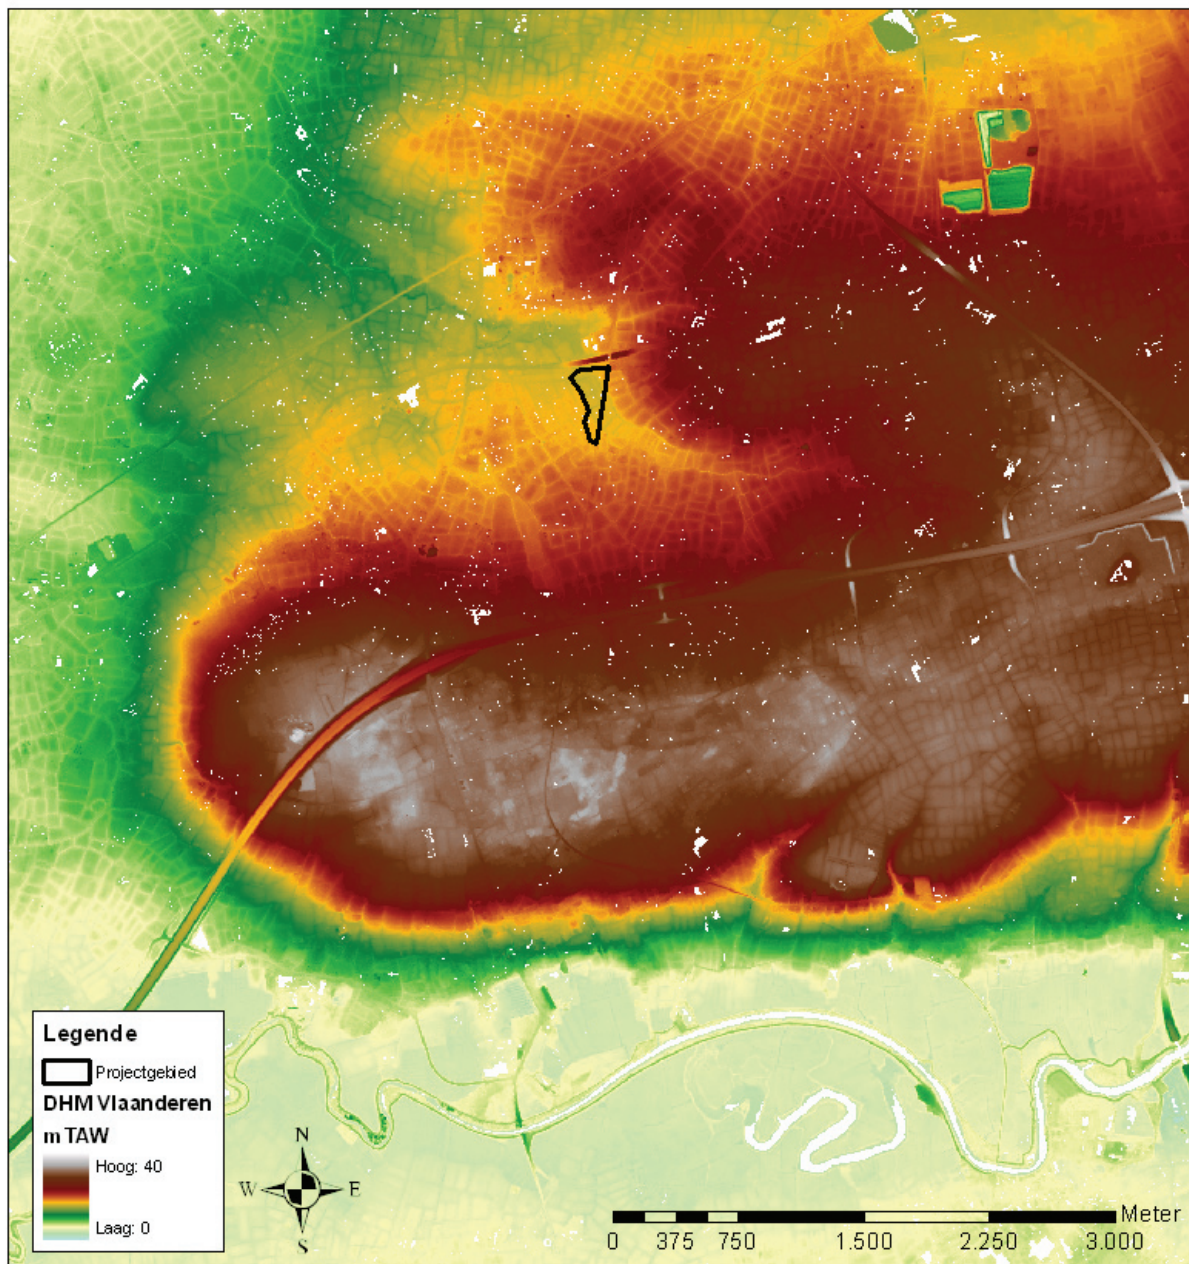 Legende
Projectgebied
DHM Vlaanderen
m TAW
Hoog: 40
Laag: 0
N
W E
S
Meter
0 375 750 1.500 2.250 3.000